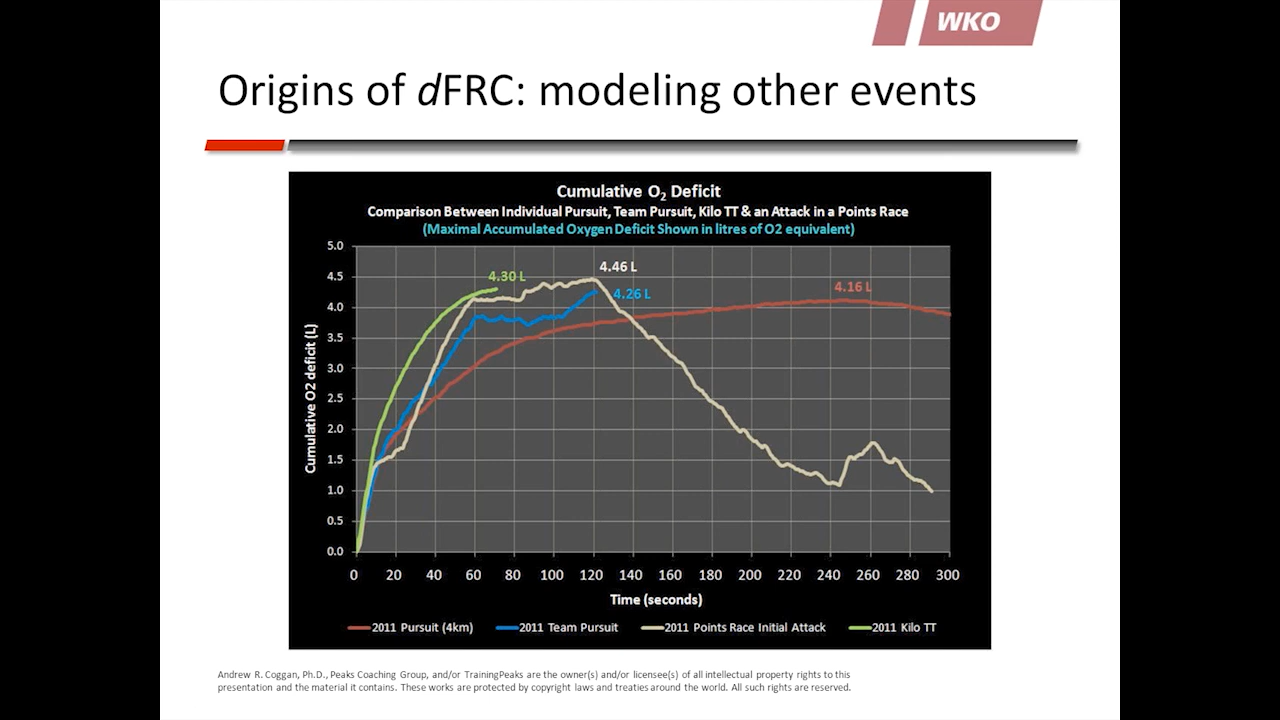 WKO
Origins of dFRC: modeling other events
Cumulative O2 Deficit
Comparison Between Individual Pursuit, Team Pursuit, Kilo TT & an Attack in a Points Race
(Maximal Accumulated Oxygen Deficit Shown in litres of O2 equivalent)
5.0
4.5
4.0
3.5
3.0
2.5
2.0
1.5
1.0
0.5
0.0
Cumulative O2 deficit (L)
4.30 L
4.46 L
4.26 L
4.16 L
0 20 40 60 80 100 120 140 160 180 200 220 240 260 280 300
Time (seconds)
2011 Pursuit (4km) 2011 Team Pursuit 2011 Points Race Initial Attack 2011 Kilo TT
Andrew R. Coggan, Ph.D., Peaks Coaching Group, and/or TrainingPeaks are the owner(s) and/or licensee(s) of all intellectual property rights to this
presentation and the material it contains. These works are protected by copyright laws and treaties around the world. All such rights are reserved.